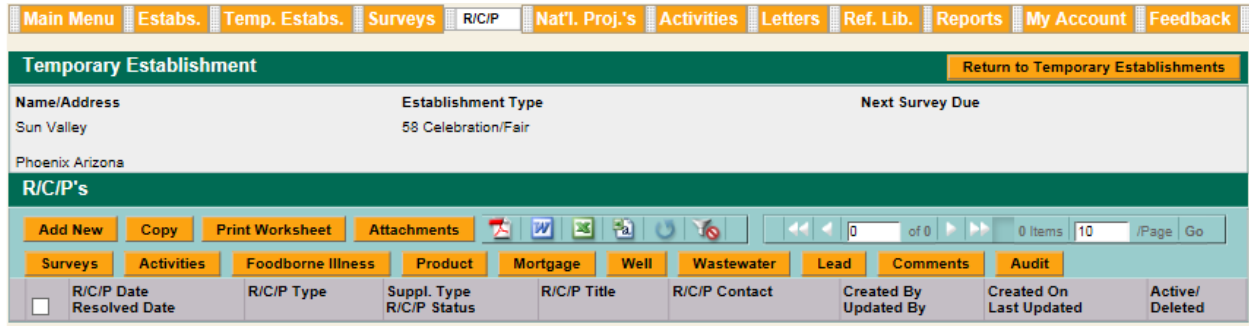 Main Menu Estabs. Temp. Estabs. Surveys R/C/P Nat'l. Proj.'s Activities Letters Ref. Lib. Reports My Account Feedback
Temporary Establishment Return to Temporary Establishments
Name/Address Establishment Type Next Survey Due
Sun Valley 58 Celebration/Fair
Phoenix Arizona
R/C/P's
Add New Copy Print Worksheet Attachments 0 of 0 0 Items 10 /Page Go
Surveys Activities Foodborne Illness Product Mortgage Well Wastewater Lead Comments Audit
R/C/P Date R/C/P Type Suppl. Type R/C/P Title R/C/P Contact Created By Created On Active/
Resolved Date R/C/P Status Updated By Last Updated Deleted